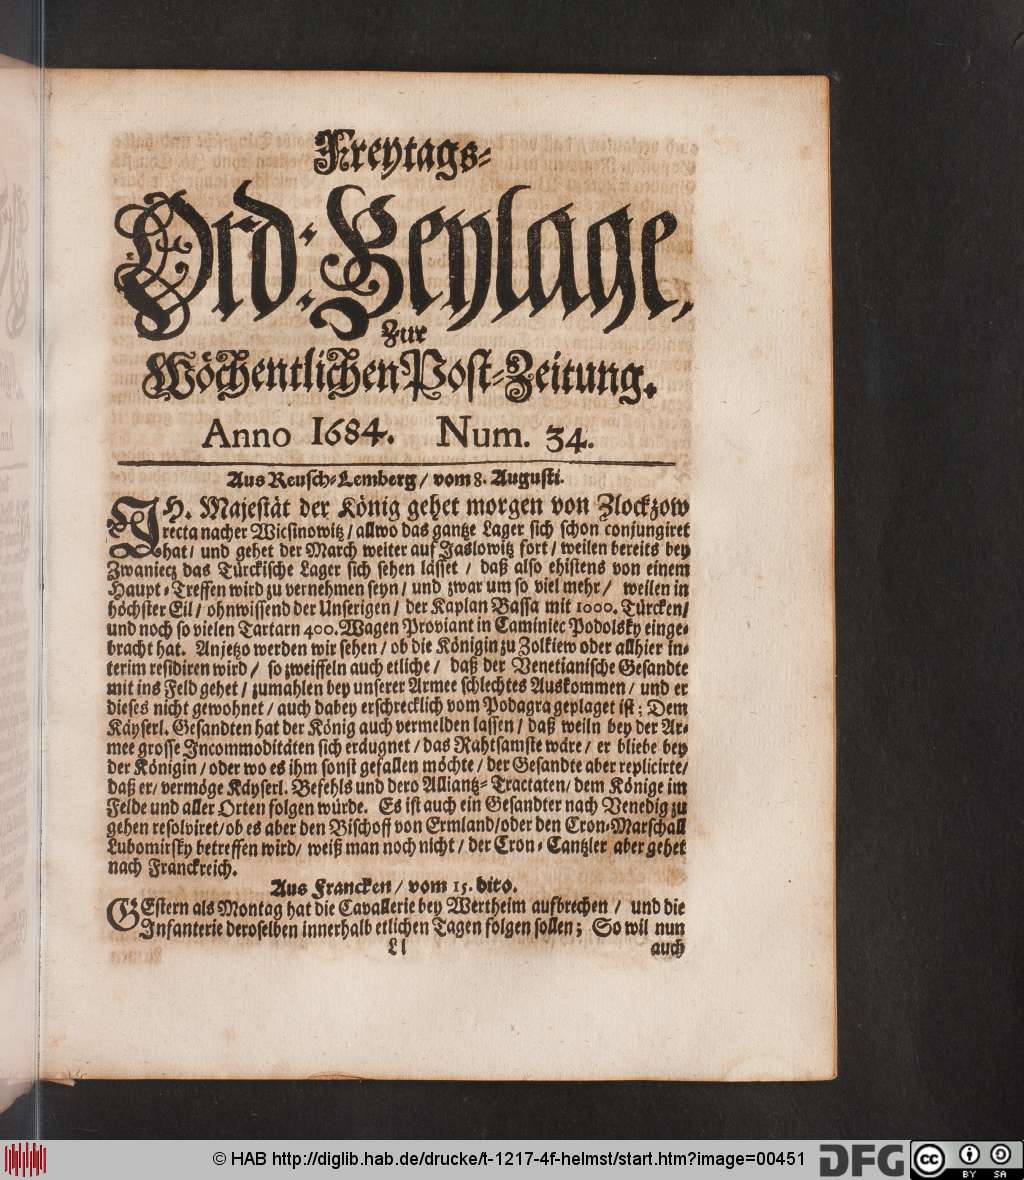 Freytags-
Ord: Beylage,
Zur
Wöchentlichen Post-Zeitung.
Anno 1684. Num. 34.
Aus Reusch-Lemberg / vom 8. Augusti.
IH. Majestät der König gehet morgen von Zlockzow
recta nacher Wiesinowitz / allwo das gantze Lager sich schon conjungiret
hat / und gehet der March weiter auf Jaslowitz fort / weilen bereits bey
Zwaniecz das Türckische Lager sich sehen lässet / daß also ehistens von einem
Haupt-Treffen wird zu vernehmen seyn / und zwar um so viel mehr / weilen in
höchster Eil / ohnwissend der Unserigen / der Kaplan Bassa mit 1000. Türcken /
und noch so vielen Tartarn 400. Wagen Proviant in Caminiec Podolsky einge-
bracht hat. Anjetzo werden wir sehen / ob die Königin zu Zolkiew oder allhier in-
terim residiren wird / so zweiffeln auch etliche / daß der Venetianische Gesandte
mit ins Feld gehet / zumahlen bey unserer Armee schlechtes Auskommen / und er
dieses nicht gewohnet / auch dabey erschrecklich vom Podagra geplaget ist: Dem
Käyserl. Gesandten hat der König auch vermelden lassen / daß weiln bey der Ar-
mee grosse Incommoditäten sich eräugnet / das Rahtsamste wäre / er bliebe bey
der Königin / oder wo es ihm sonst gefallen möchte / der Gesandte aber replicirte /
daß er / vermöge Käyserl. Befehls und dero Alliantz-Tractaten / dem Könige im
Felde und aller Orten folgen würde. Es ist auch ein Gesandter nach Venedig zu
gehen resolviret / ob es aber den Bischoff von Ermland / oder den Cron-Marschall
Lubomirsky betreffen wird / weiß man noch nicht / der Cron-Cantzler aber gehet
nach Franckreich.
Aus Francken / vom 15. dito.
GEstern als Montag hat die Cavallerie bey Wertheim aufbrechen / und die
Infanterie deroselben innerhalb etlichen Tagen folgen sollen; So wil nun
Ll auch
© HAB http://diglib.hab.de/drucke/t-1217-4f-helmst/start.htm?image=00451
DFG
cc BY SA